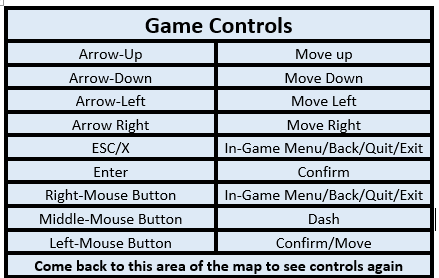 Game Controls
Arrow-Up Move up
Arrow-Down Move Down
Arrow-Left Move Left
Arrow Right Move Right
ESC/X In-Game Menu/Back/Quit/Exit
Enter Confirm
Right-Mouse Button In-Game Menu/Back/Quit/Exit
Middle-Mouse Button Dash
Left-Mouse Button Confirm/Move
Come back to this area of the map to see controls again